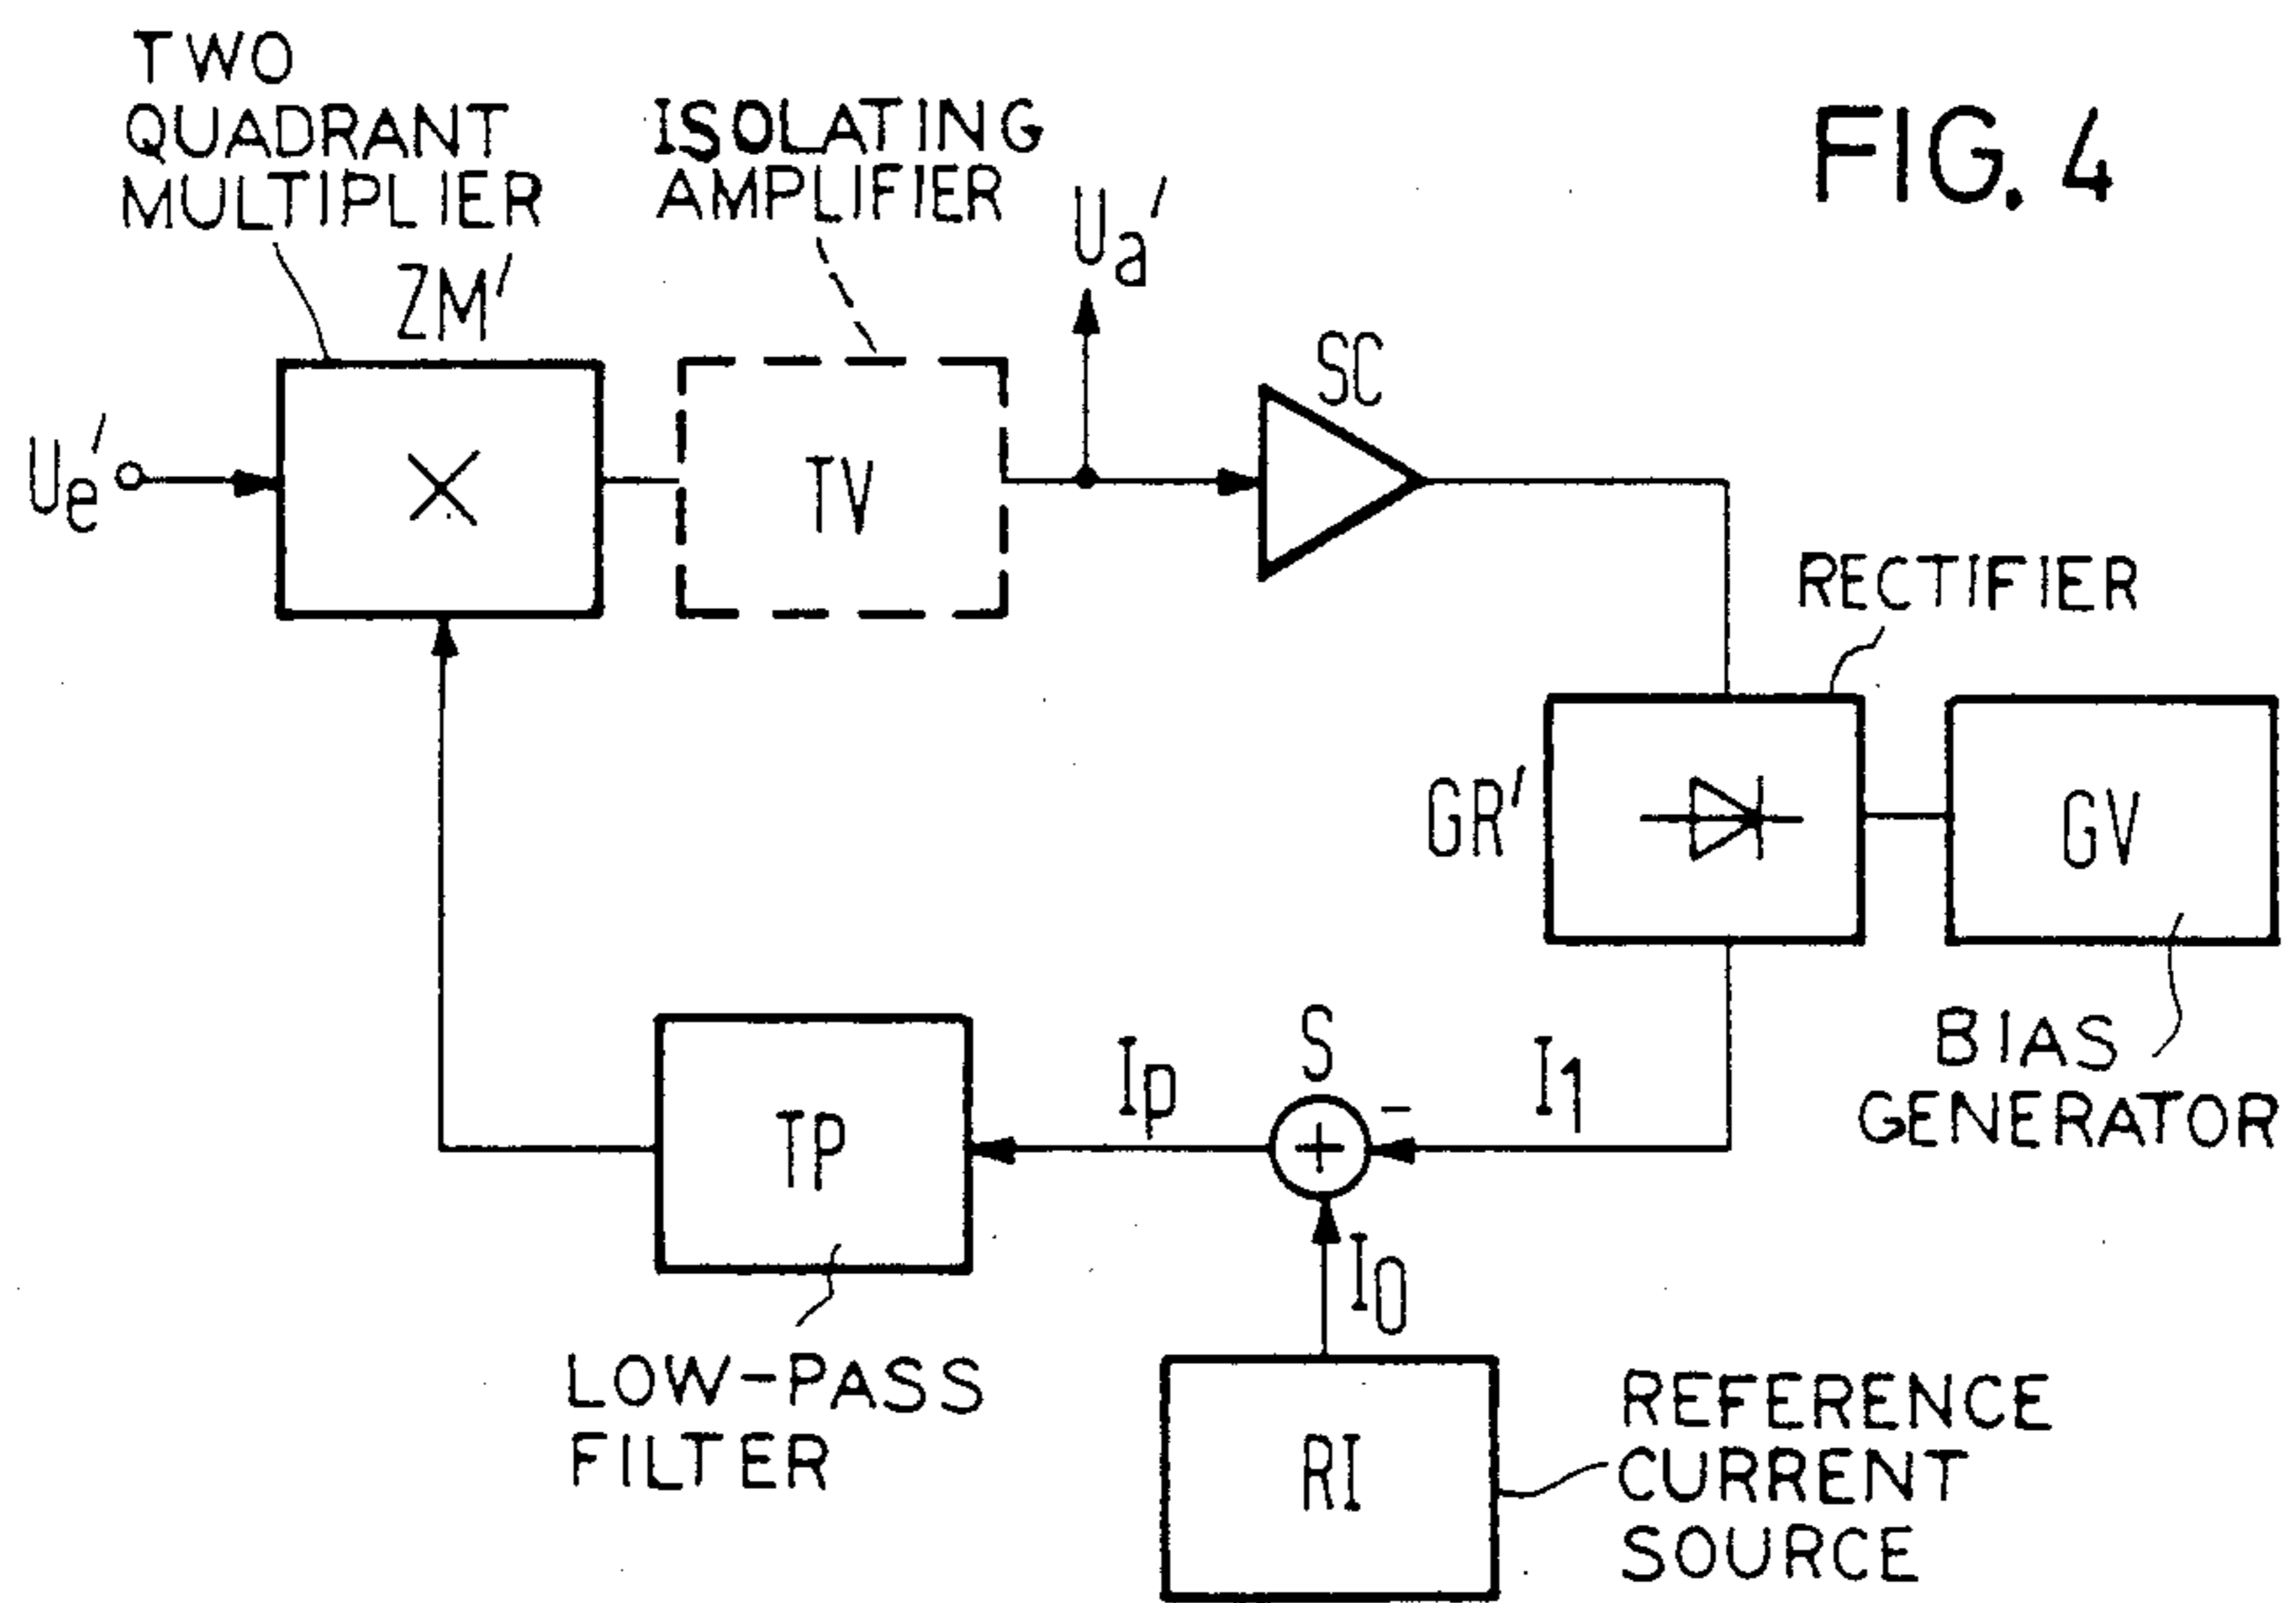 FIG. 4
TWO
QUADRANT
MULTIPLIER
ZM'
ISOLATING
AMPLIFIER
Ua'
SC
Ue'
TV
RECTIFIER
GR'
GV
BIAS
GENERATOR
S
-
+
I1
Ip
TP
I0
LOW-PASS
FILTER
RI
REFERENCE
CURRENT
SOURCE